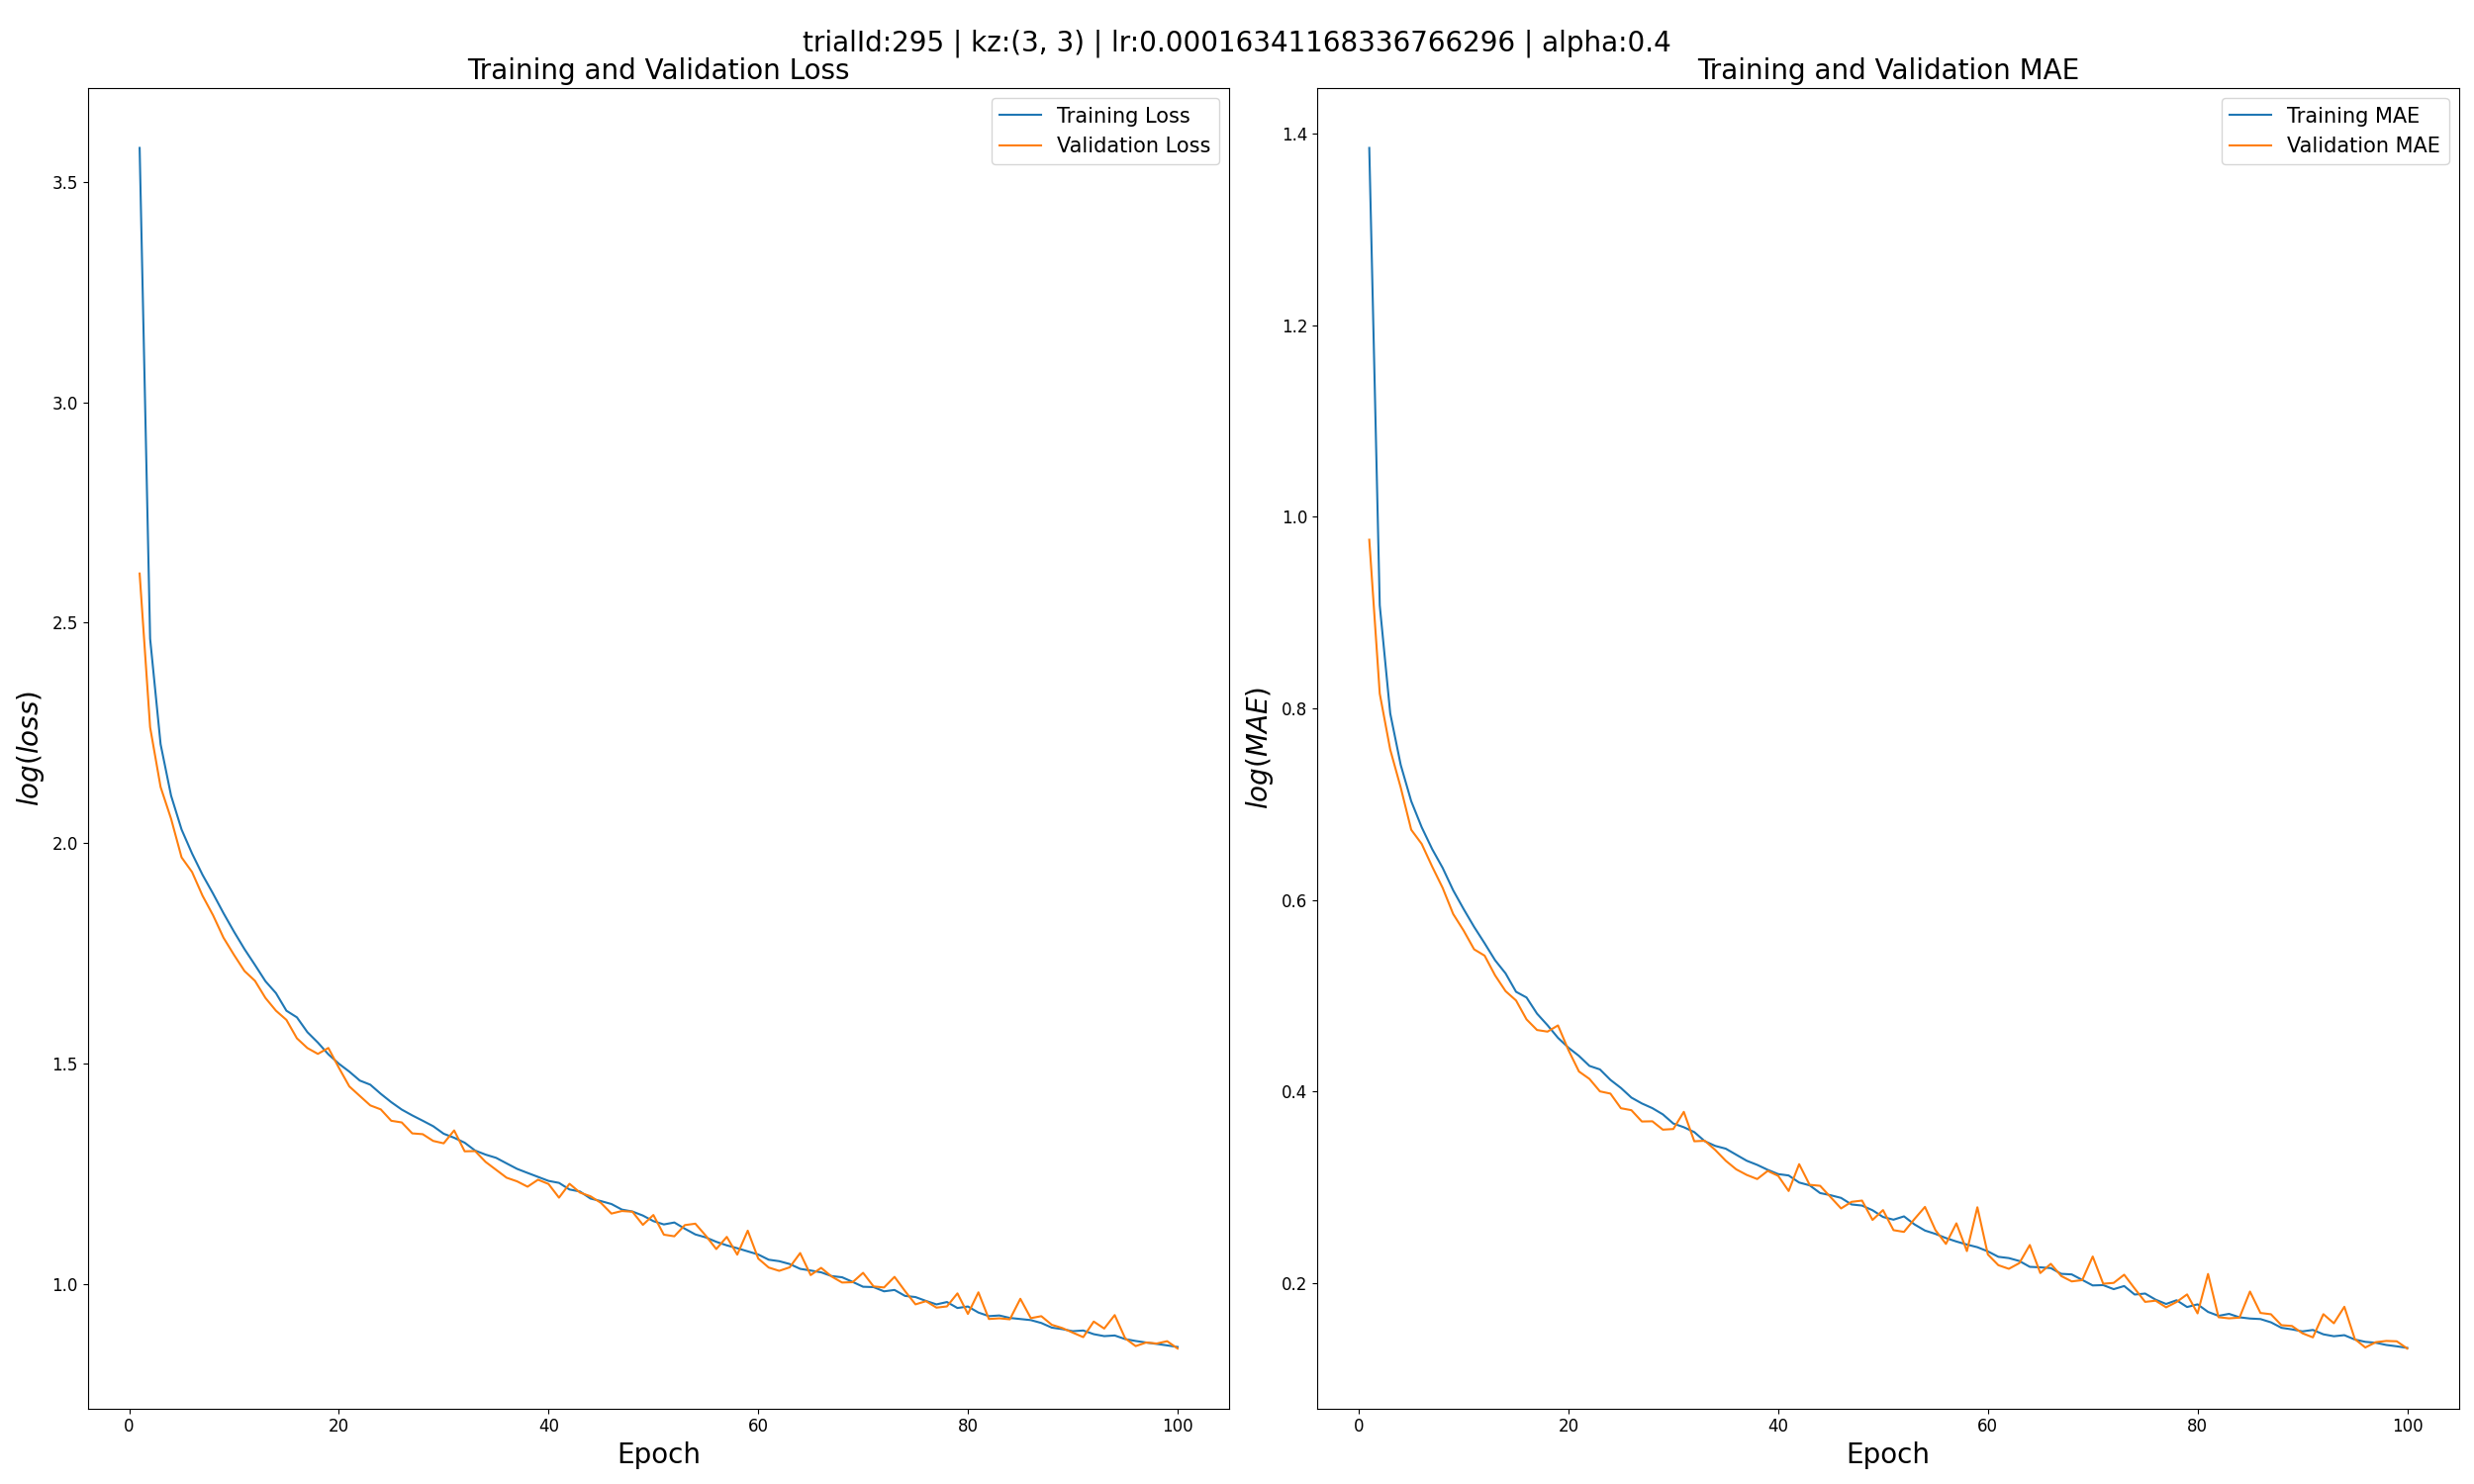 trialId:295 | kz:(3, 3) | lr:0.00016341168336766296 | alpha:0.4
Training and Validation Loss
Training Loss
Validation Loss
3.5
3.0
2.5
2.0
1.5
1.0
log(loss)
0 20 40 60 80 100
Epoch
Training and Validation MAE
Training MAE
Validation MAE
1.4
1.2
1.0
0.8
0.6
0.4
0.2
log(MAE)
0 20 40 60 80 100
Epoch